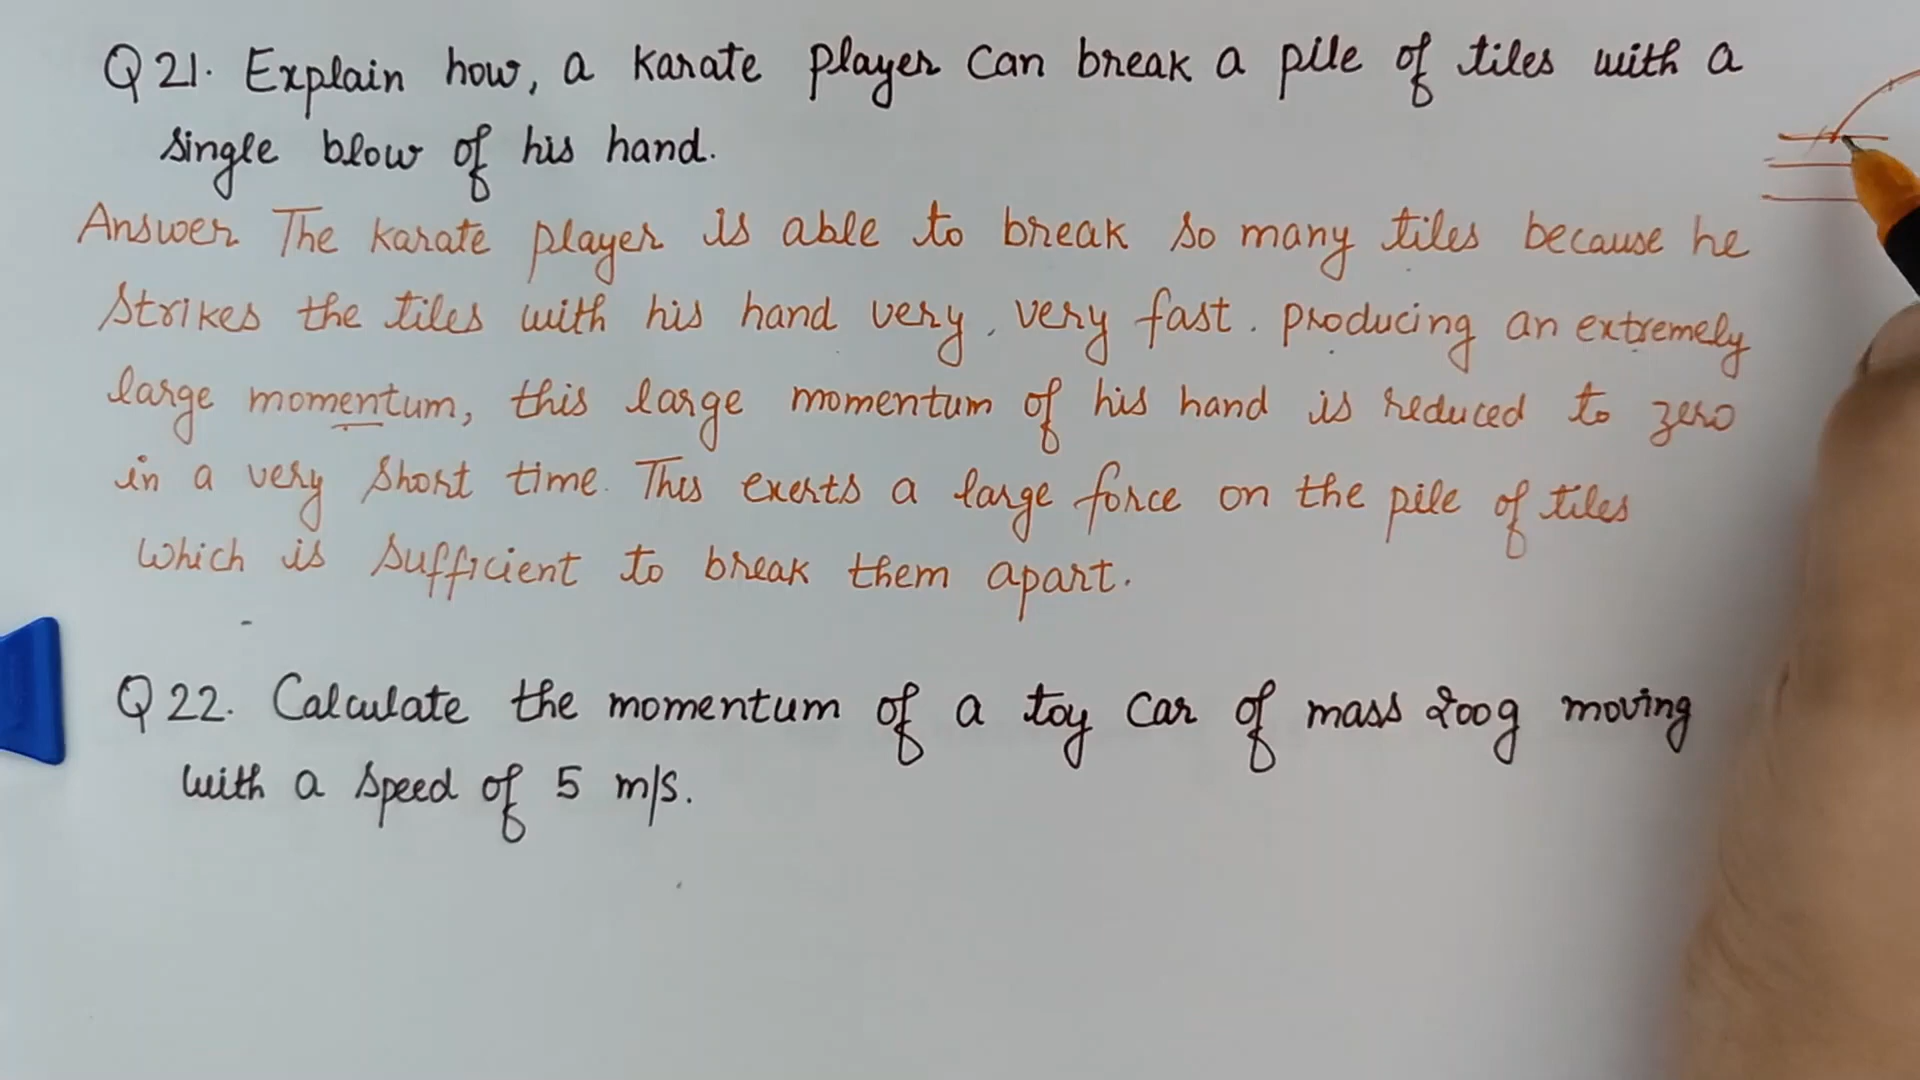 Q21. Explain how, a karate player can break a pile of tiles with a
single blow of his hand.
Answer. The karate player is able to break so many tiles because he
strikes the tiles with his hand very, very fast. producing an extremely
large momentum, this large momentum of his hand is reduced to zero
in a very short time. This exerts a large force on the pile of tiles
which is sufficient to break them apart.
Q22. Calculate the momentum of a toy car of mass 200g moving
with a speed of 5 m/s.